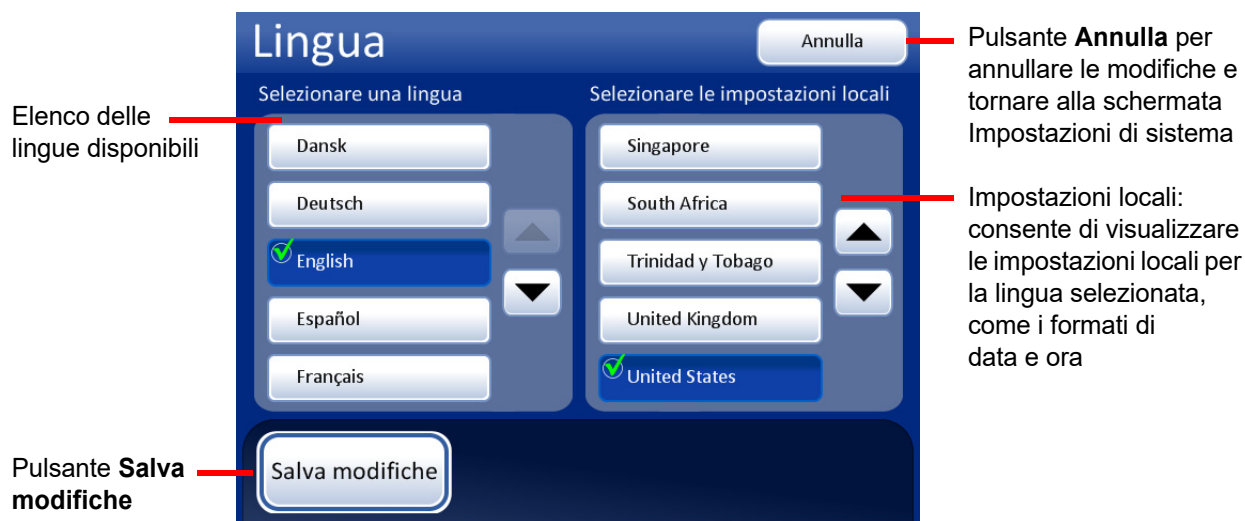 Lingua
Annulla
Selezionare una lingua
Selezionare le impostazioni locali
Dansk
Deutsch
English
Español
Français
Singapore
South Africa
Trinidad y Tobago
United Kingdom
United States
Salva modifiche
Elenco delle
lingue disponibili
Pulsante Salva
modifiche
Pulsante Annulla per
annullare le modifiche e
tornare alla schermata
Impostazioni di sistema
Impostazioni locali:
consente di visualizzare
le impostazioni locali per
la lingua selezionata,
come i formati di
data e ora